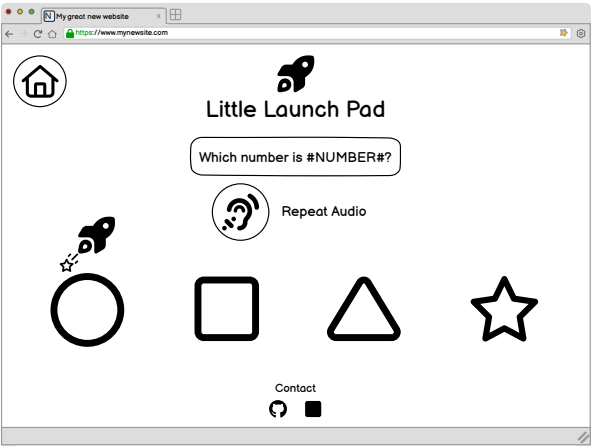 My great new website
https://www.mynewsite.com
Little Launch Pad
Which number is #NUMBER#?
Repeat Audio
Contact